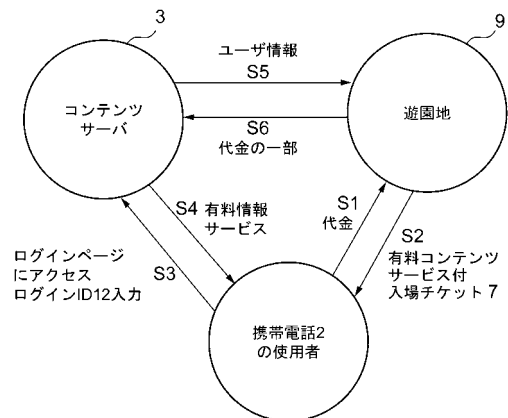 3
9
ユーザ情報
S5
コンテンツ
サーバ
遊園地
S6
代金の一部
S4 有料情報
サービス
S1
代金
S2
有料コンテンツ
サービス付
入場チケット 7
ログインページ
にアクセス
ログインID12入力
S3
携帯電話2
の使用者